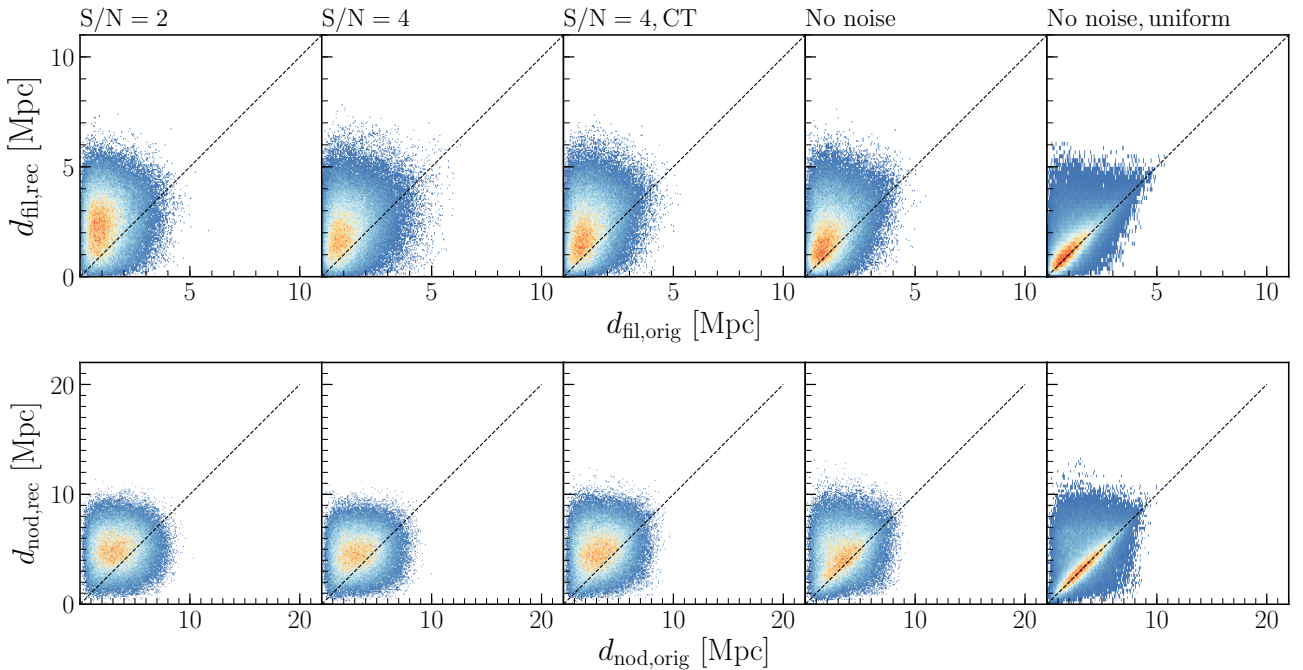 S/N = 2 S/N = 4 S/N = 4, CT No noise No noise, uniform
10
5
0
d_fil,rec [Mpc]
5 10 5 10 5 10 5 10 5 10
d_fil,orig [Mpc]
20
10
0
d_nod,rec [Mpc]
10 20 10 20 10 20 10 20 10 20
d_nod,orig [Mpc]